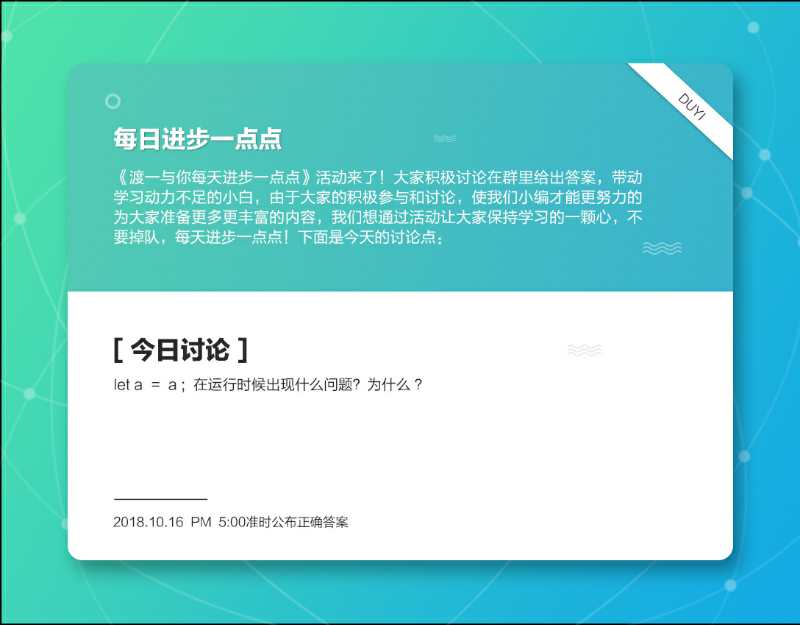 DUYI
每日进步一点点
《渡一与你每天进步一点点》活动来了！大家积极讨论在群里给出答案，带动
学习动力不足的小白，由于大家的积极参与和讨论，使我们小编才能更努力的
为大家准备更多更丰富的内容，我们想通过活动让大家保持学习的一颗心，不
要掉队，每天进步一点点！下面是今天的讨论点：
[ 今日讨论 ]
let a = a ; 在运行时候出现什么问题？为什么？
2018.10.16 PM 5:00准时公布正确答案